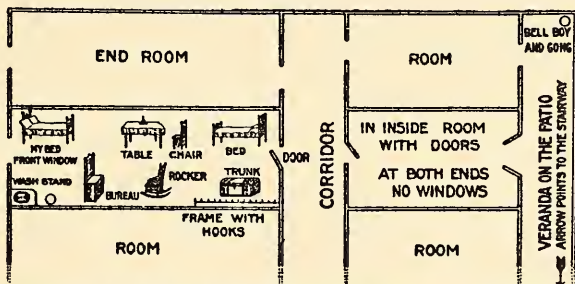 END ROOM
ROOM
BELL BOY
AND GONG
MY BED
FRONT WINDOW
TABLE
CHAIR
BED
DOOR
WASH STAND
BUREAU
ROCKER
TRUNK
FRAME WITH
HOOKS
ROOM
CORRIDOR
IN INSIDE ROOM
WITH DOORS
AT BOTH ENDS
NO WINDOWS
ROOM
VERANDA ON THE PATIO
ARROW POINTS TO THE STAIRWAY